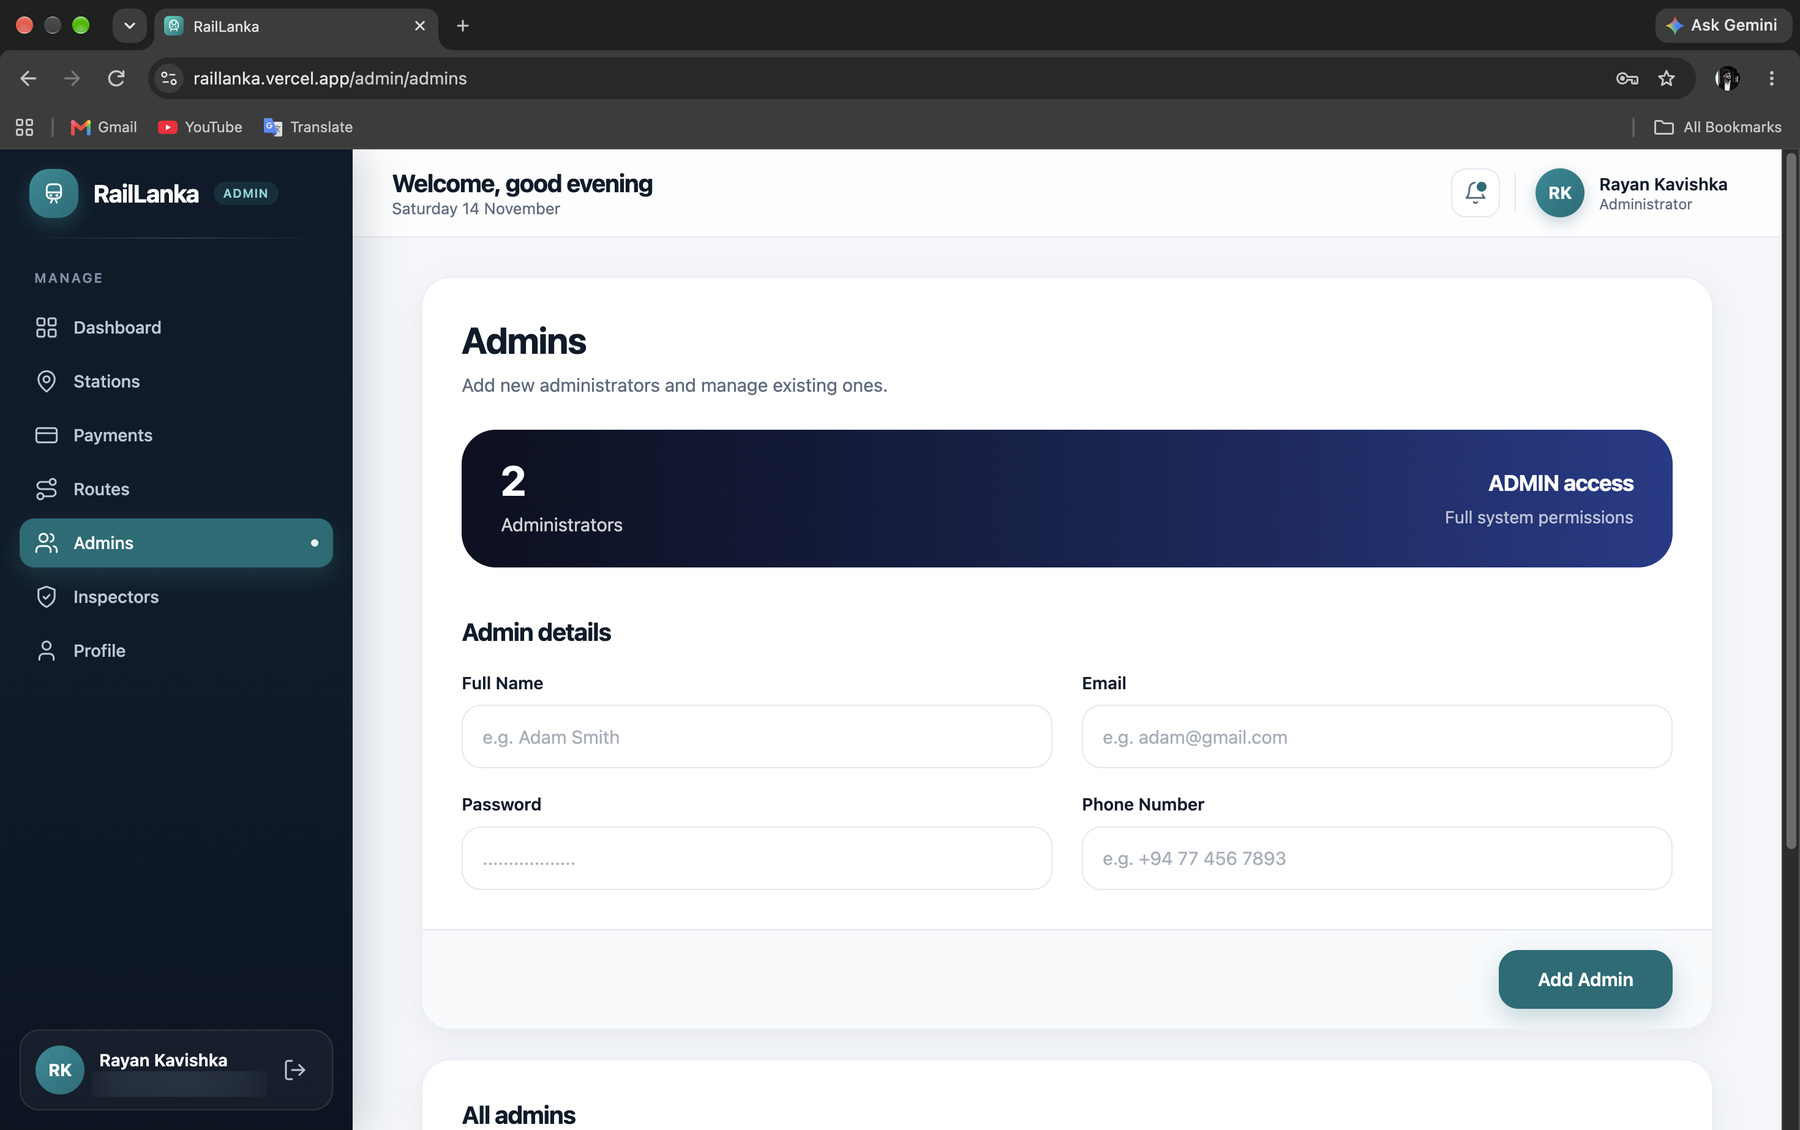 RailLanka
Ask Gemini
raillanka.vercel.app/admin/admins
Gmail
YouTube
Translate
All Bookmarks
RailLanka
ADMIN
MANAGE
Dashboard
Stations
Payments
Routes
Admins
Inspectors
Profile
RK
Rayan Kavishka
Welcome, good evening
Saturday 14 November
RK
Rayan Kavishka
Administrator
Admins
Add new administrators and manage existing ones.
2
Administrators
ADMIN access
Full system permissions
Admin details
Full Name
e.g. Adam Smith
Email
e.g. adam@gmail.com
Password
..................
Phone Number
e.g. +94 77 456 7893
Add Admin
All admins